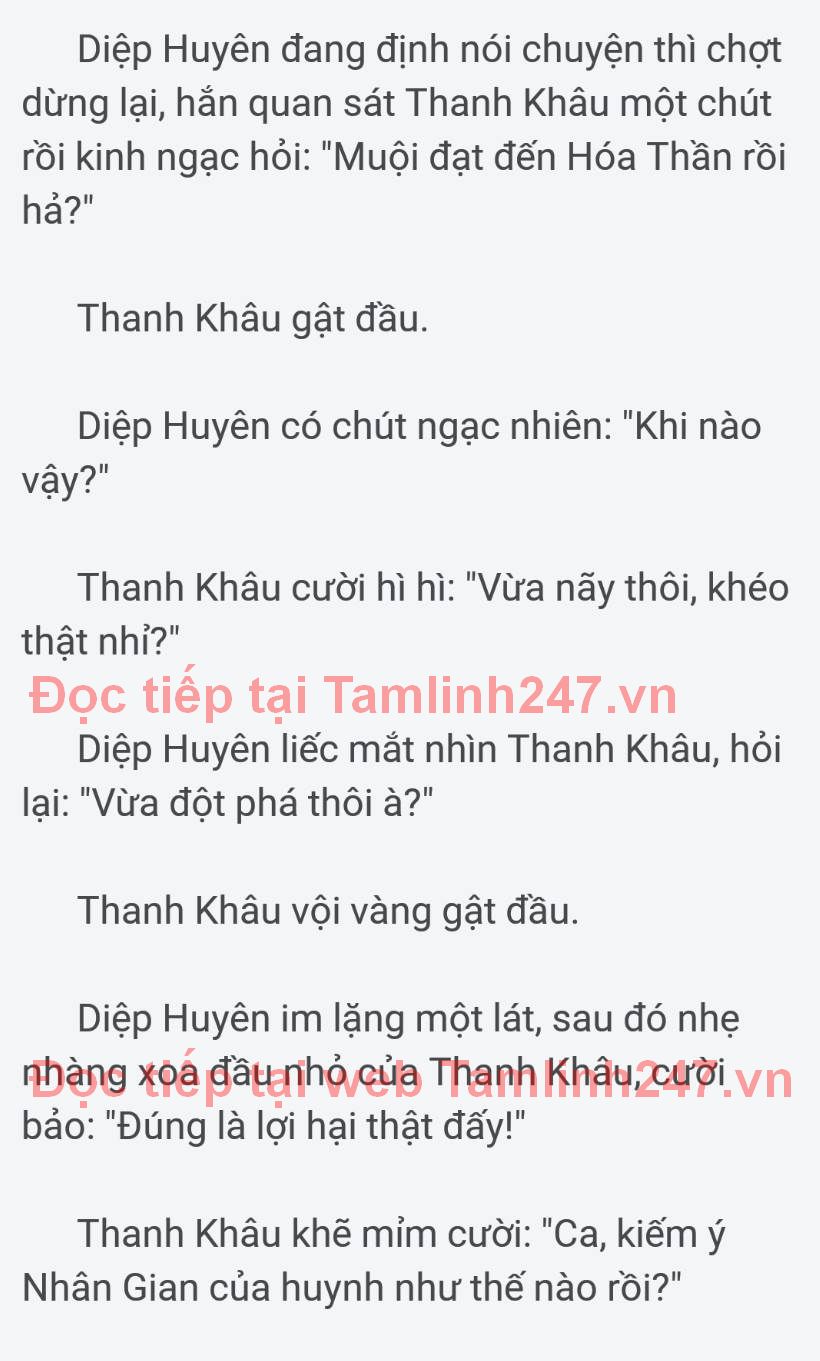 Diệp Huyên đang định nói chuyện thì chợt
dừng lại, hắn quan sát Thanh Khâu một chút
rồi kinh ngạc hỏi: "Muội đạt đến Hóa Thần rồi
hả?"
Thanh Khâu gật đầu.
Diệp Huyên có chút ngạc nhiên: "Khi nào
vậy?"
Thanh Khâu cười hì hì: "Vừa nãy thôi, khéo
thật nhỉ?"
Đọc tiếp tại Tamlinh247.vn
Diệp Huyên liếc mắt nhìn Thanh Khâu, hỏi
lại: "Vừa đột phá thôi à?"
Thanh Khâu vội vàng gật đầu.
Diệp Huyên im lặng một lát, sau đó nhẹ
nhàng xoa đầu nhỏ của Thanh Khâu, cười
Đọc tiếp tại web Tamlinh247.vn
bảo: "Đúng là lợi hại thật đấy!"
Thanh Khâu khẽ mỉm cười: "Ca, kiếm ý
Nhân Gian của huynh như thế nào rồi?"